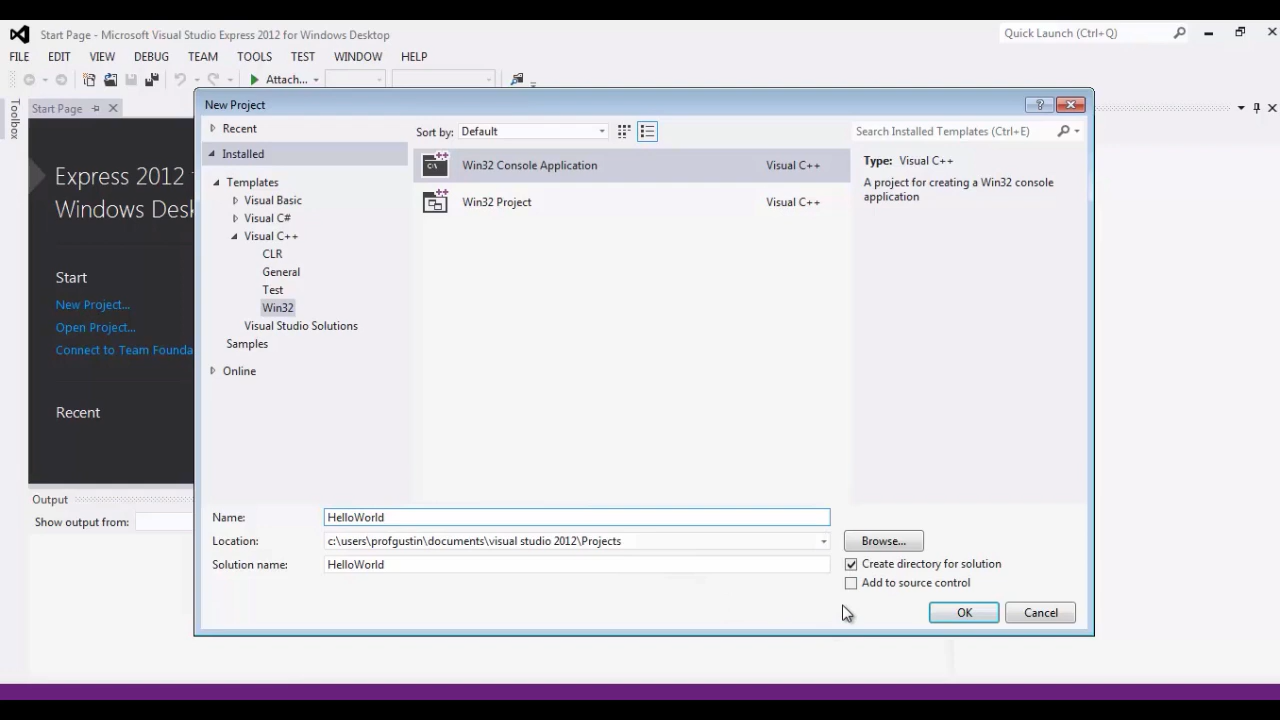 Start Page - Microsoft Visual Studio Express 2012 for Windows Desktop
Quick Launch (Ctrl+Q)
FILE EDIT VIEW DEBUG TEAM TOOLS TEST WINDOW HELP
Attach...
Toolbox
Start Page
Express 2012
Windows Desk
Start
New Project...
Open Project...
Connect to Team Founda
Recent
Output
Show output from:
New Project
Recent
Installed
Templates
Visual Basic
Visual C#
Visual C++
CLR
General
Test
Win32
Visual Studio Solutions
Samples
Online
Sort by: Default
Win32 Console Application Visual C++
Win32 Project Visual C++
Search Installed Templates (Ctrl+E)
Type: Visual C++
A project for creating a Win32 console
application
Name: HelloWorld
Location: c:\users\profgustin\documents\visual studio 2012\Projects
Browse...
Solution name: HelloWorld
Create directory for solution
Add to source control
OK Cancel